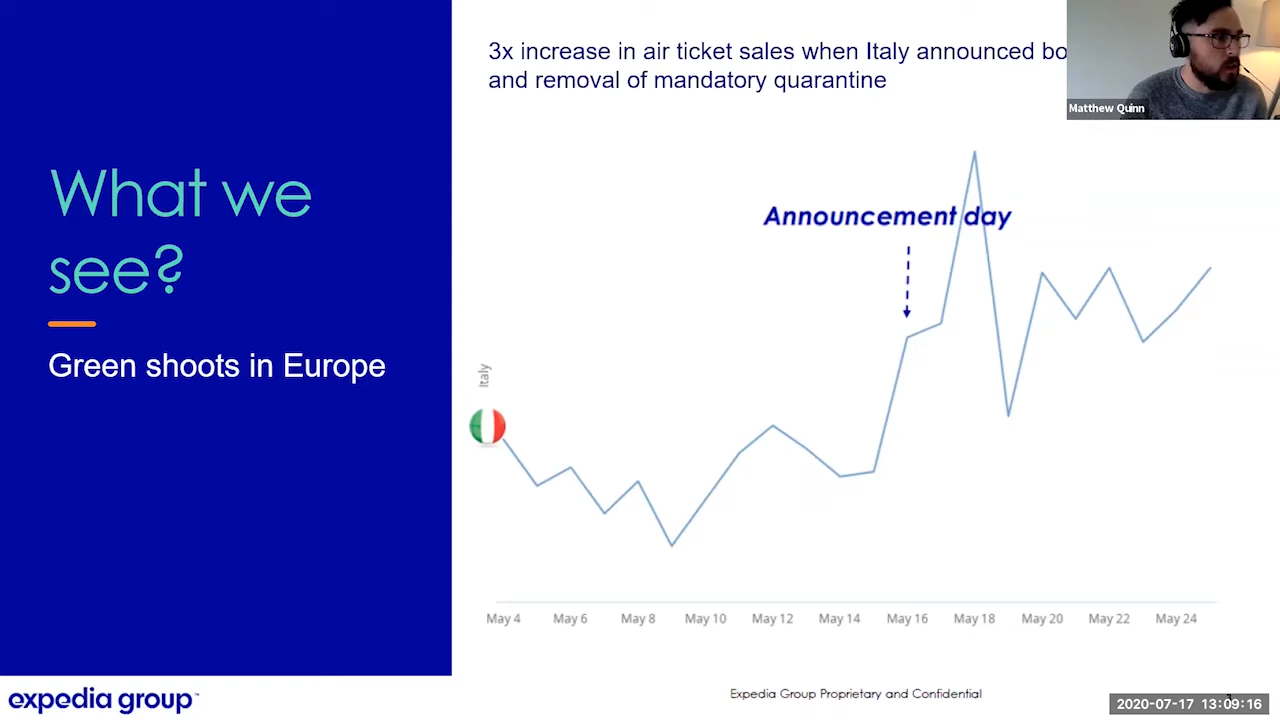 What we
see?
Green shoots in Europe
3x increase in air ticket sales when Italy announced
and removal of mandatory quarantine
Matthew Quinn
Announcement day
Italy
May 4 May 6 May 8 May 10 May 12 May 14 May 16 May 18 May 20 May 22 May 24
expedia group™
Expedia Group Proprietary and Confidential
2020-07-17 13:09:16